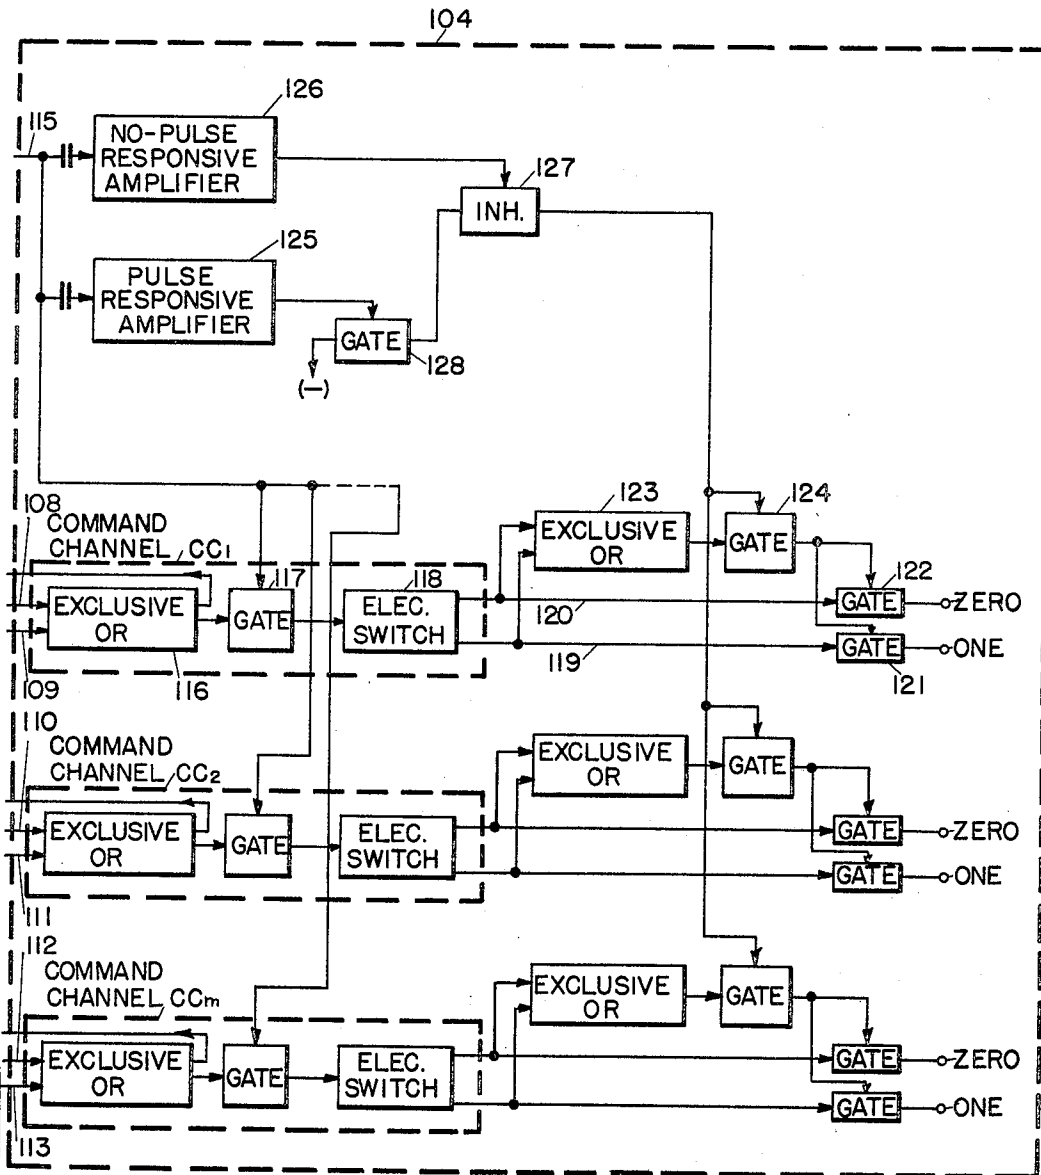 104
126
115
NO-PULSE
RESPONSIVE
AMPLIFIER
127
INH.
125
PULSE
RESPONSIVE
AMPLIFIER
GATE
128
(—)
108
COMMAND
CHANNEL CC1
117
118
123
124
EXCLUSIVE
OR
GATE
122
EXCLUSIVE
OR
GATE
ELEC.
SWITCH
120
GATE
ZERO
119
GATE
ONE
109
116
121
110
COMMAND
CHANNEL CC2
EXCLUSIVE
OR
GATE
EXCLUSIVE
OR
GATE
ELEC.
SWITCH
GATE
ZERO
GATE
ONE
111
112
COMMAND
CHANNEL CCm
EXCLUSIVE
OR
GATE
EXCLUSIVE
OR
GATE
ELEC.
SWITCH
GATE
ZERO
GATE
ONE
113